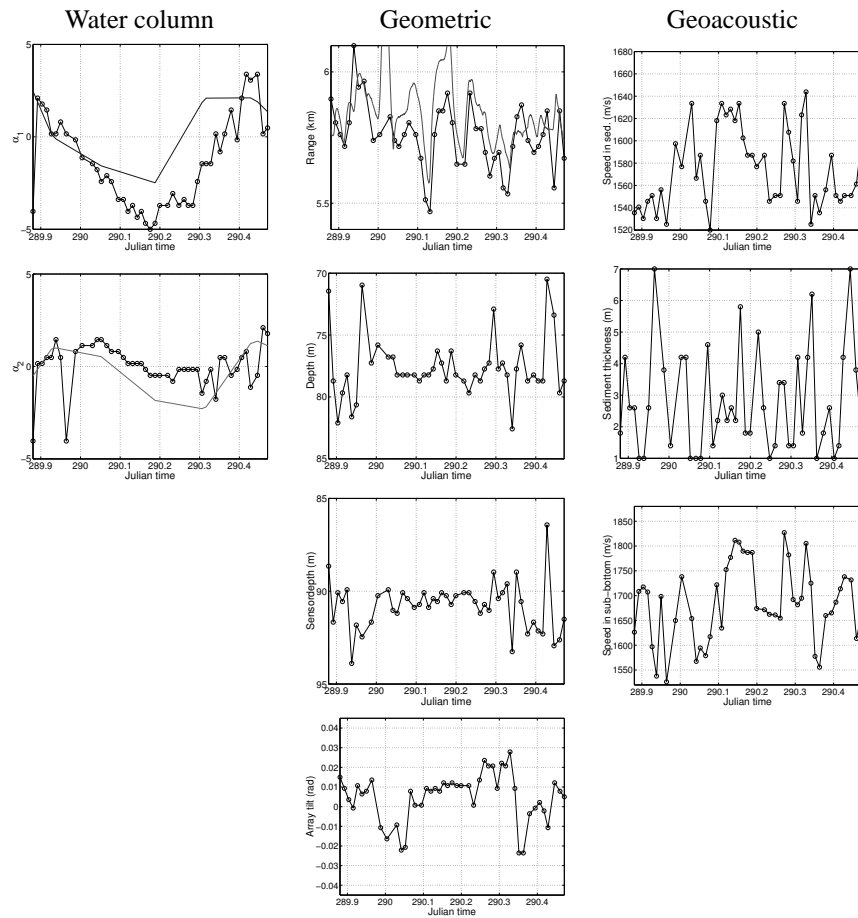 Water column
Geometric
Geoacoustic
5
0
−5
α_1
289.9 290 290.1 290.2 290.3 290.4
Julian time
6
5.5
Range (km)
289.9 290 290.1 290.2 290.3 290.4
Julian time
1680
1660
1640
1620
1600
1580
1560
1540
1520
Speed in sed. (m/s)
289.9 290 290.1 290.2 290.3 290.4
Julian time
5
0
−5
α_2
289.9 290 290.1 290.2 290.3 290.4
Julian time
70
75
80
85
Depth (m)
289.9 290 290.1 290.2 290.3 290.4
Julian time
7
6
5
4
3
2
1
Sediment thickness (m)
289.9 290 290.1 290.2 290.3 290.4
Julian time
85
90
95
Sensordepth (m)
289.9 290 290.1 290.2 290.3 290.4
Julian time
1850
1800
1750
1700
1650
1600
1550
Speed in sub−bottom (m/s)
289.9 290 290.1 290.2 290.3 290.4
Julian time
0.04
0.03
0.02
0.01
0
−0.01
−0.02
−0.03
−0.04
Array tilt (rad)
289.9 290 290.1 290.2 290.3 290.4
Julian time